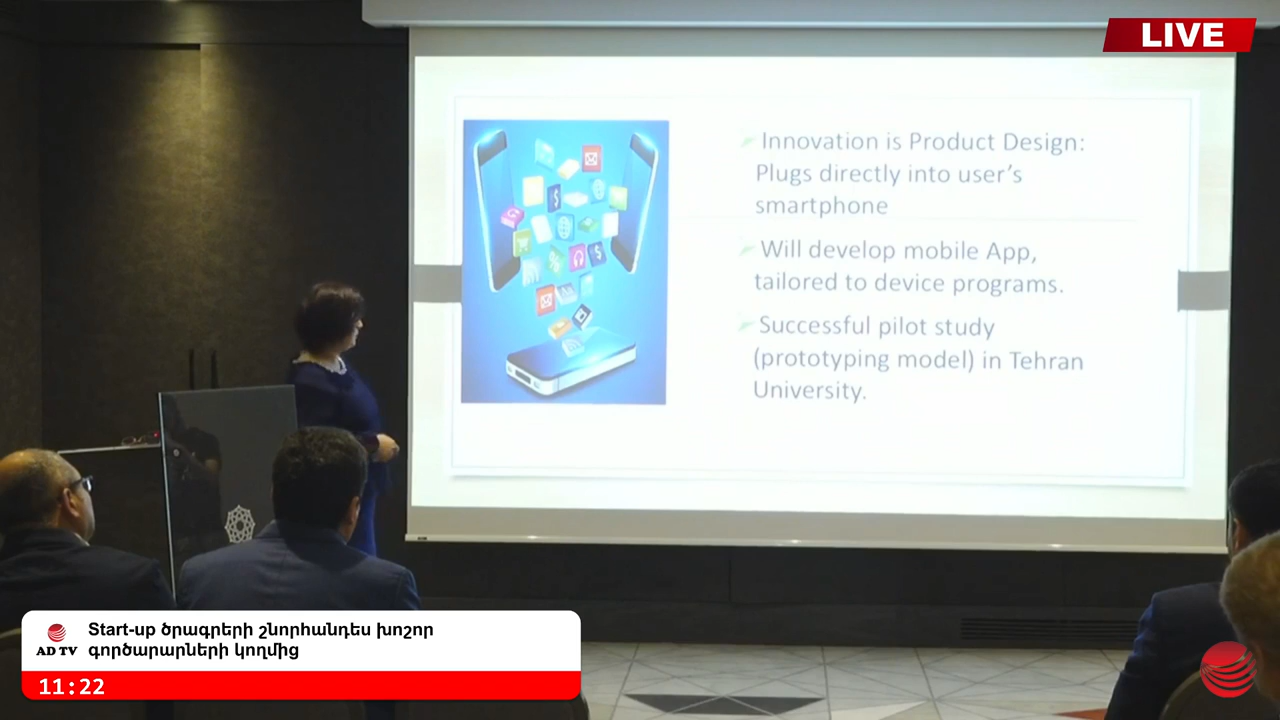 LIVE
Innovation is Product Design:
Plugs directly into user's
smartphone
Will develop mobile App,
tailored to device programs.
Successful pilot study
(prototyping model) in Tehran
University.
Start-up ծրագրերի շնորհանդես խոշոր
գործարարների կողմից
AD TV
11:22